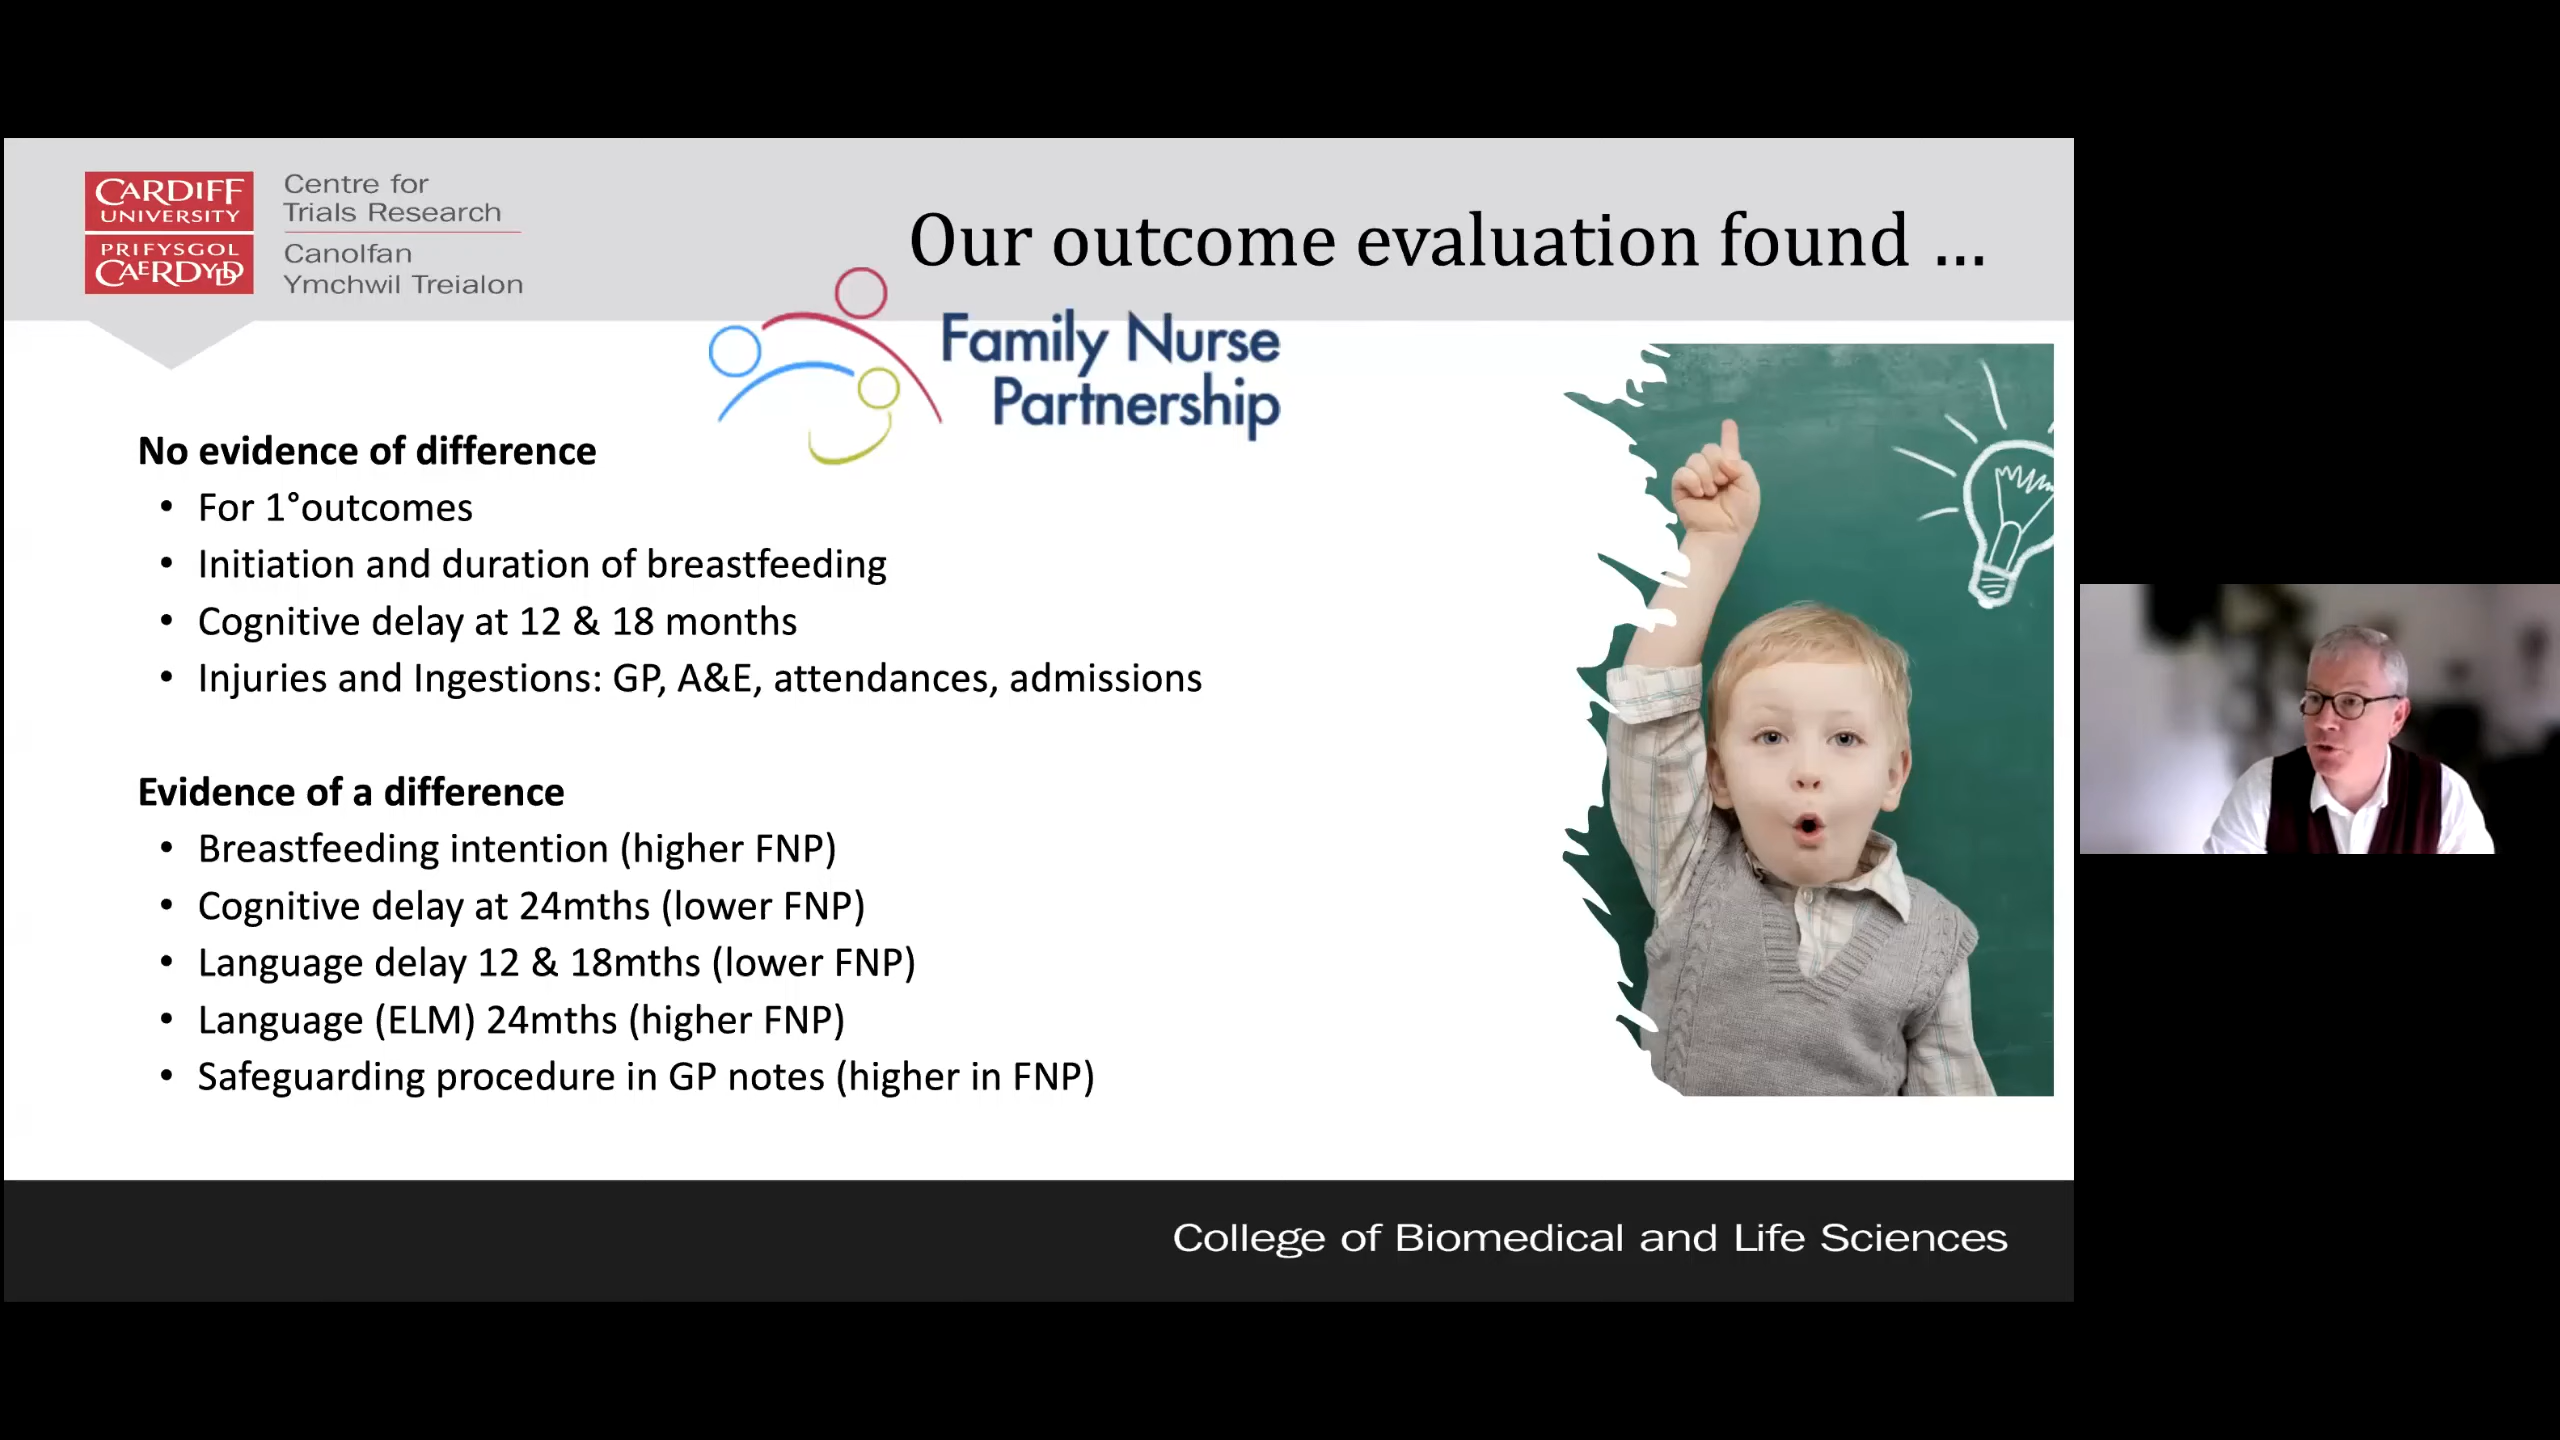 CARDIFF
UNIVERSITY
PRIFYSGOL
CAERDYDD
Centre for
Trials Research
Canolfan
Ymchwil Treialon
Our outcome evaluation found ...
Family Nurse
Partnership
No evidence of difference
• For 1°outcomes
• Initiation and duration of breastfeeding
• Cognitive delay at 12 & 18 months
• Injuries and Ingestions: GP, A&E, attendances, admissions
Evidence of a difference
• Breastfeeding intention (higher FNP)
• Cognitive delay at 24mths (lower FNP)
• Language delay 12 & 18mths (lower FNP)
• Language (ELM) 24mths (higher FNP)
• Safeguarding procedure in GP notes (higher in FNP)
College of Biomedical and Life Sciences